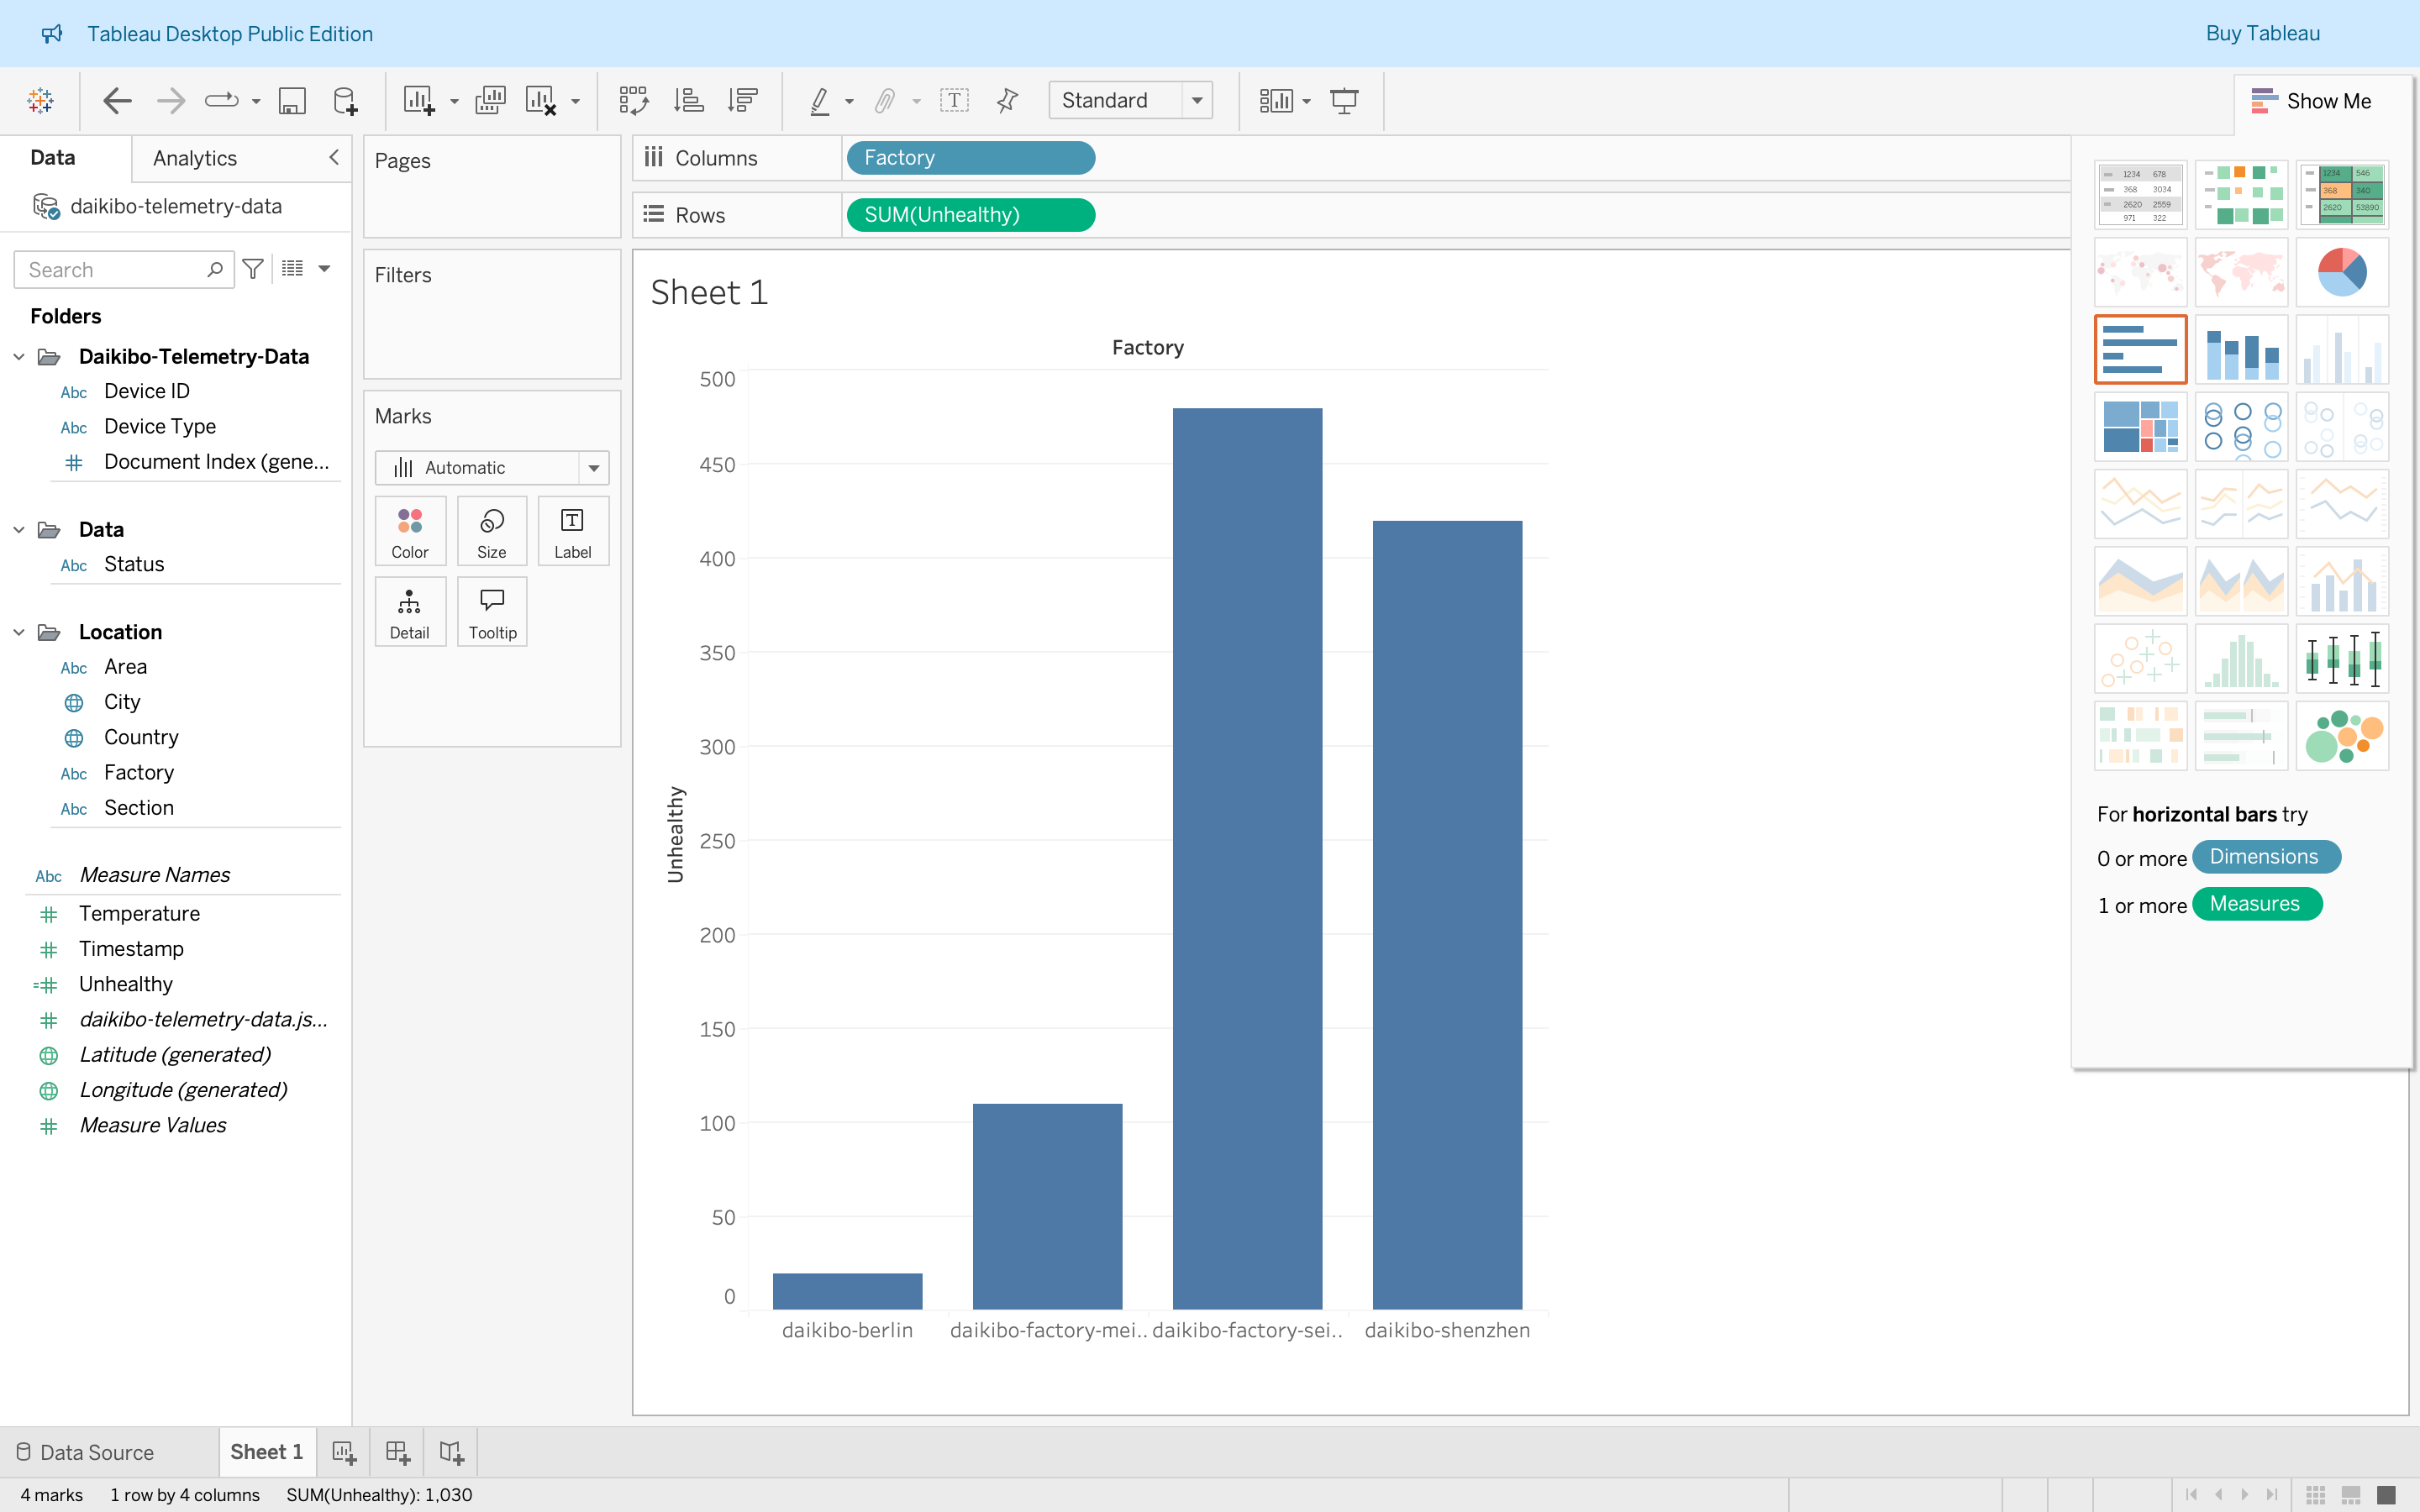 Tableau Desktop Public Edition
Buy Tableau
Standard
Show Me
Data
Analytics
daikibo-telemetry-data
Search
Folders
Daikibo-Telemetry-Data
Abc Device ID
Abc Device Type
Document Index (gene...
Data
Abc Status
Location
Abc Area
City
Country
Abc Factory
Abc Section
Abc Measure Names
Temperature
Timestamp
=# Unhealthy
daikibo-telemetry-data.js...
Latitude (generated)
Longitude (generated)
Measure Values
Pages
Filters
Marks
Automatic
Color
Size
Label
Detail
Tooltip
Columns
Factory
Rows
SUM(Unhealthy)
Sheet 1
Factory
500
450
400
350
300
250
200
150
100
50
0
Unhealthy
daikibo-berlin
daikibo-factory-mei..
daikibo-factory-sei..
daikibo-shenzhen
1234 678
368 3034
2620 2559
971 322
1234 546
368 340
2620 53890
For horizontal bars try
0 or more Dimensions
1 or more Measures
Data Source
Sheet 1
4 marks
1 row by 4 columns
SUM(Unhealthy): 1,030